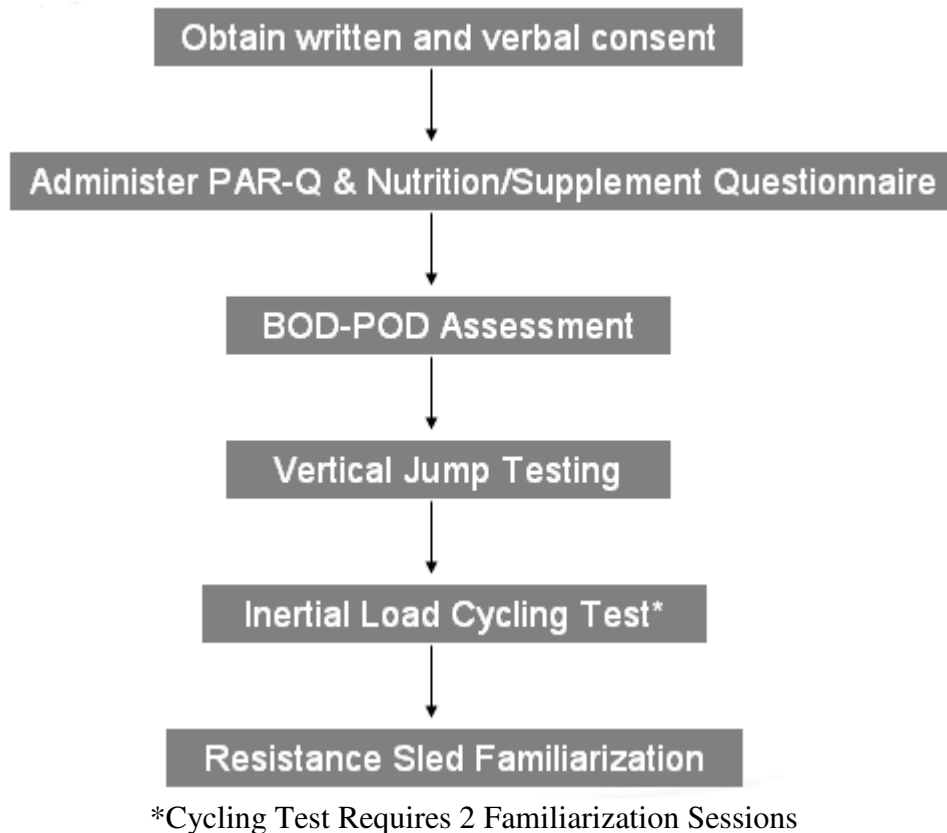 Obtain written and verbal consent
Administer PAR-Q & Nutrition/Supplement Questionnaire
BOD-POD Assessment
Vertical Jump Testing
Inertial Load Cycling Test*
Resistance Sled Familiarization
*Cycling Test Requires 2 Familiarization Sessions